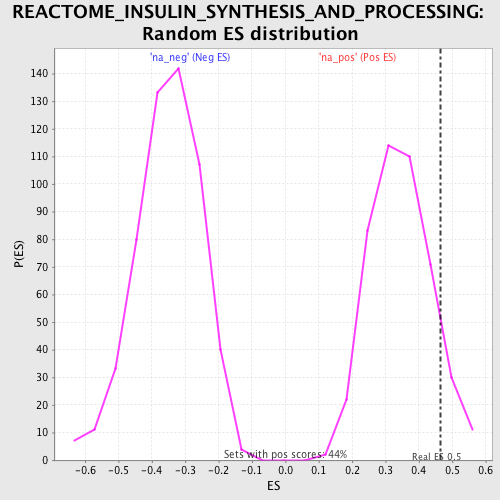 REACTOME_INSULIN_SYNTHESIS_AND_PROCESSING:
Random ES distribution
'na_neg' (Neg ES) 'na_pos' (Pos ES)
140
130
120
110
100
90
80
70
60
50
40
30
20
10
0
P(ES)
Sets with pos scores: 44%
Real ES 0.5
-0.6 -0.5 -0.4 -0.3 -0.2 -0.1 0.0 0.1 0.2 0.3 0.4 0.5 0.6
ES